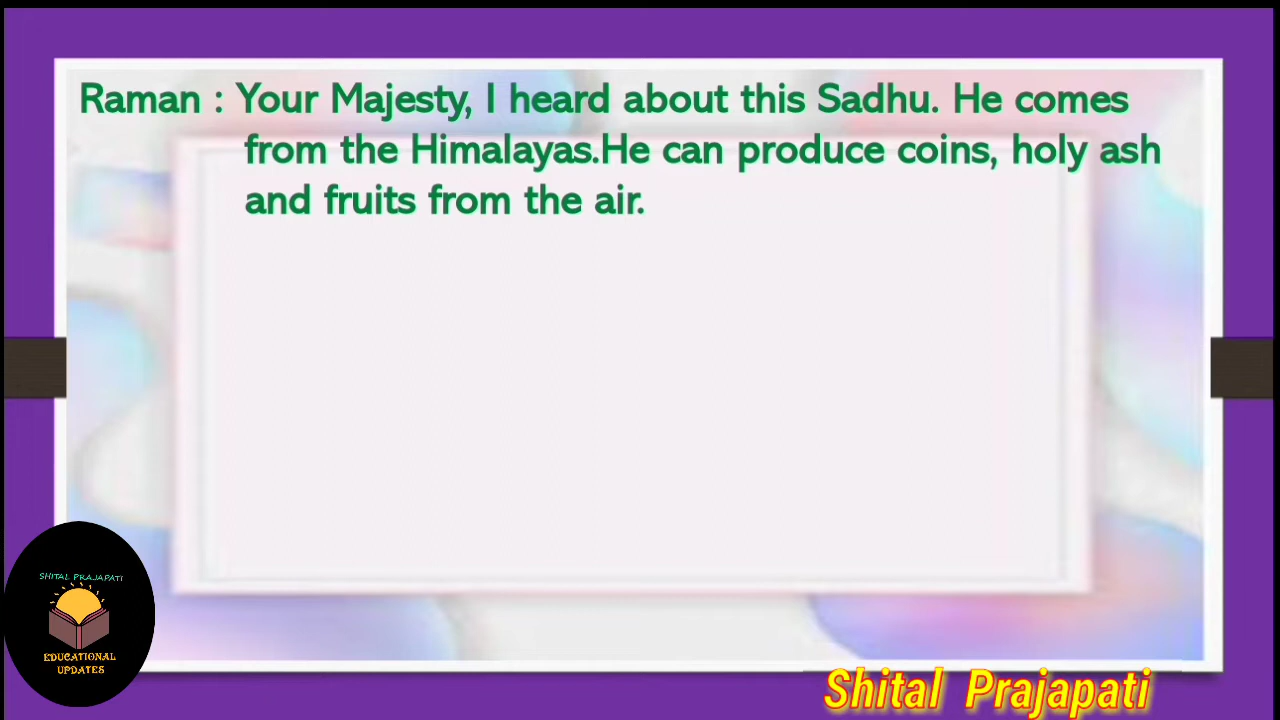 Raman : Your Majesty, I heard about this Sadhu. He comes
from the Himalayas.He can produce coins, holy ash
and fruits from the air.
SHITAL PRAJAPATI
EDUCATIONAL
UPDATES
Shital Prajapati